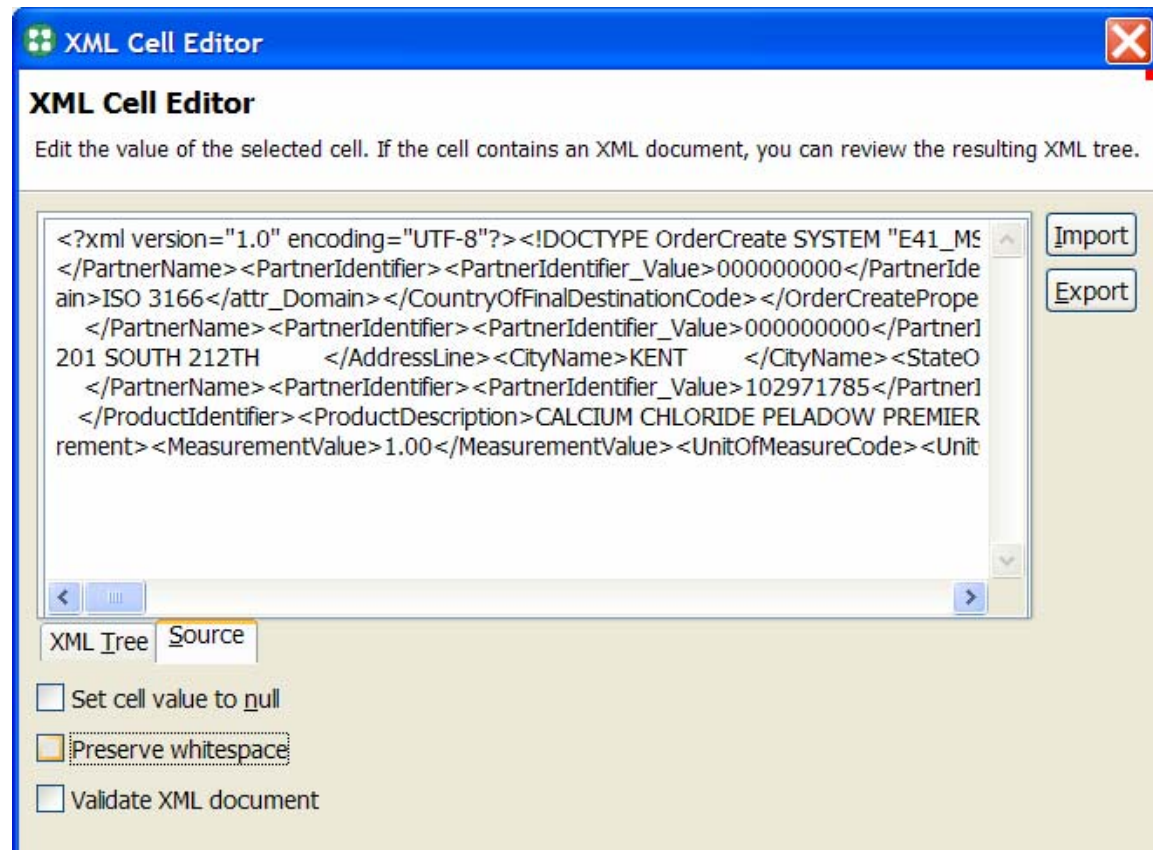 XML Cell Editor
XML Cell Editor
Edit the value of the selected cell. If the cell contains an XML document, you can review the resulting XML tree.
<?xml version="1.0" encoding="UTF-8"?><!DOCTYPE OrderCreate SYSTEM "E41_MS
</PartnerName><PartnerIdentifier><PartnerIdentifier_Value>000000000</PartnerIde
ain>ISO 3166</attr_Domain></CountryOfFinalDestinationCode></OrderCreatePrope
</PartnerName><PartnerIdentifier><PartnerIdentifier_Value>000000000</PartnerI
201 SOUTH 212TH </AddressLine><CityName>KENT </CityName><StateO
</PartnerName><PartnerIdentifier><PartnerIdentifier_Value>102971785</PartnerI
</ProductIdentifier><ProductDescription>CALCIUM CHLORIDE PELADOW PREMIER
rement><MeasurementValue>1.00</MeasurementValue><UnitOfMeasureCode><Unit
Import
Export
XML Tree Source
Set cell value to null
Preserve whitespace
Validate XML document